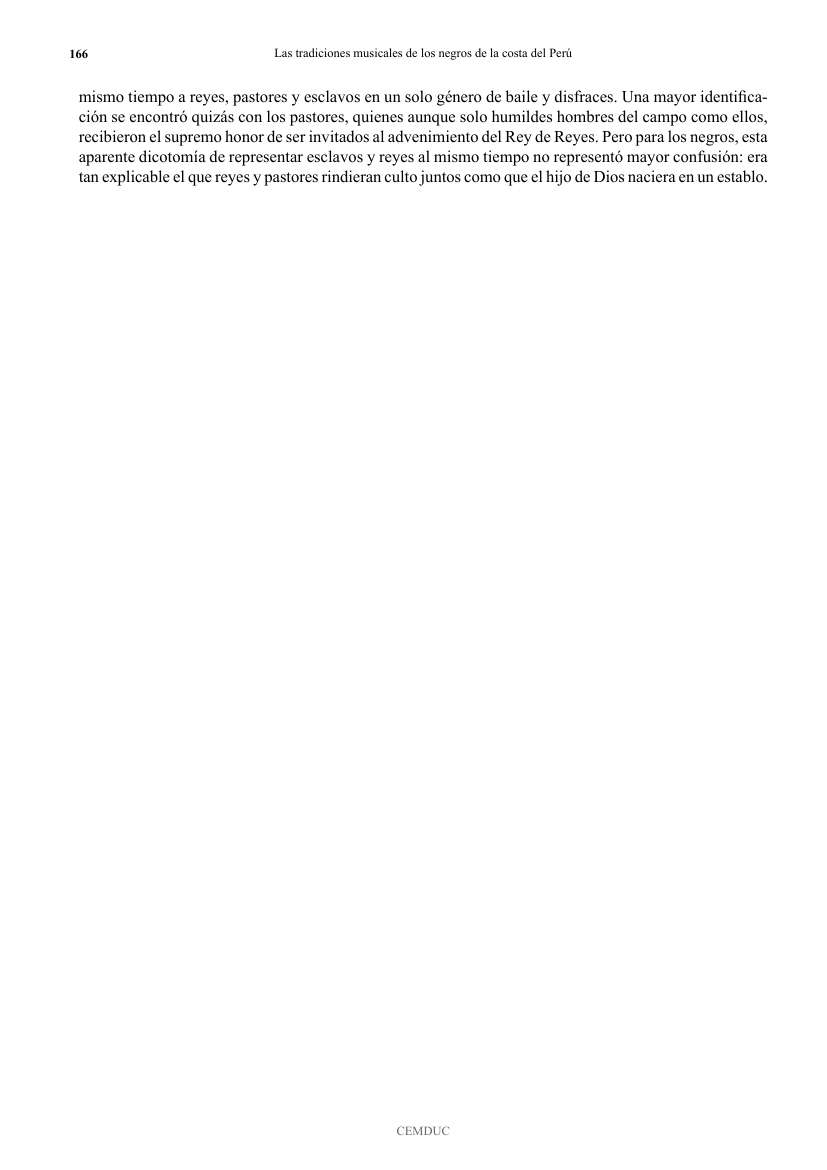 166
Las tradiciones musicales de los negros de la costa del Perú
mismo tiempo a reyes, pastores y esclavos en un solo género de baile y disfraces. Una mayor identifica-
ción se encontró quizás con los pastores, quienes aunque solo humildes hombres del campo como ellos,
recibieron el supremo honor de ser invitados al advenimiento del Rey de Reyes. Pero para los negros, esta
aparente dicotomía de representar esclavos y reyes al mismo tiempo no representó mayor confusión: era
tan explicable el que reyes y pastores rindieran culto juntos como que el hijo de Dios naciera en un establo.
CEMDUC